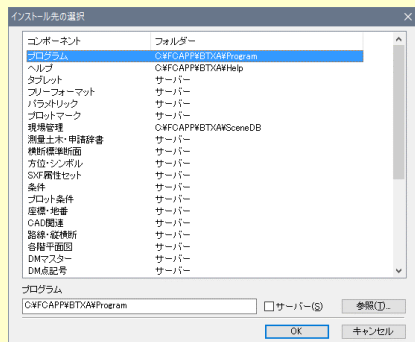 インストール先の選択
コンポーネント フォルダー
プログラム C:¥FCAPP¥BTXA¥Program
ヘルプ C:¥FCAPP¥BTXA¥Help
タブレット サーバー
フリーフォーマット サーバー
パラメトリック サーバー
プロットマーク サーバー
現場管理 C:¥FCAPP¥BTXA¥SceneDB
測量土木・申請辞書 サーバー
横断標準断面 サーバー
方位・シンボル サーバー
SXF属性セット サーバー
条件 サーバー
プロット条件 サーバー
座標・地番 サーバー
CAD関連 サーバー
路線・縦横断 サーバー
各階平面図 サーバー
DMマスター サーバー
DM点記号 サーバー
プログラム
C:¥FCAPP¥BTXA¥Program サーバー(S) 参照(T)...
OK キャンセル